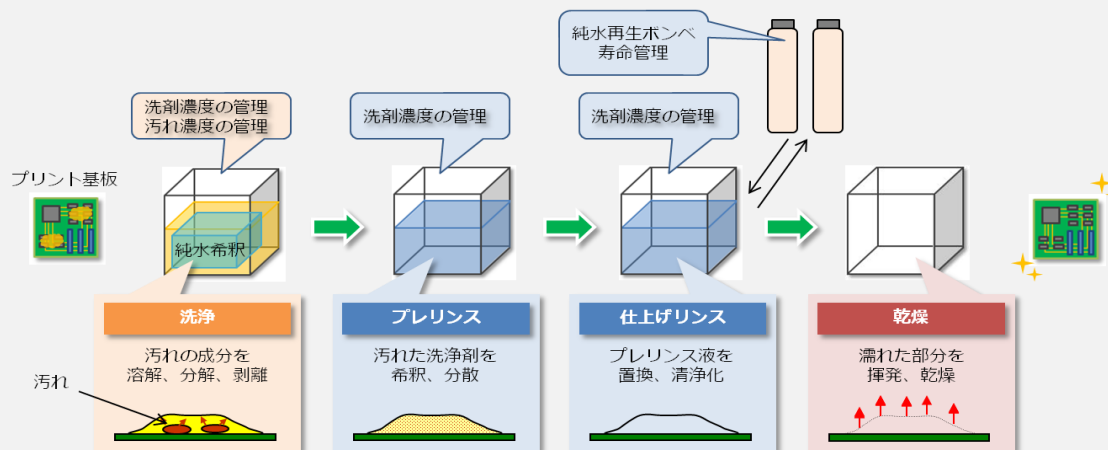 純水再生ボンベ
寿命管理
洗剤濃度の管理
汚れ濃度の管理
洗剤濃度の管理
洗剤濃度の管理
プリント基板
純水希釈
洗浄
汚れの成分を
溶解、分解、剥離
汚れ
プレリンス
汚れた洗浄剤を
希釈、分散
仕上げリンス
プレリンス液を
置換、清浄化
乾燥
濡れた部分を
揮発、乾燥